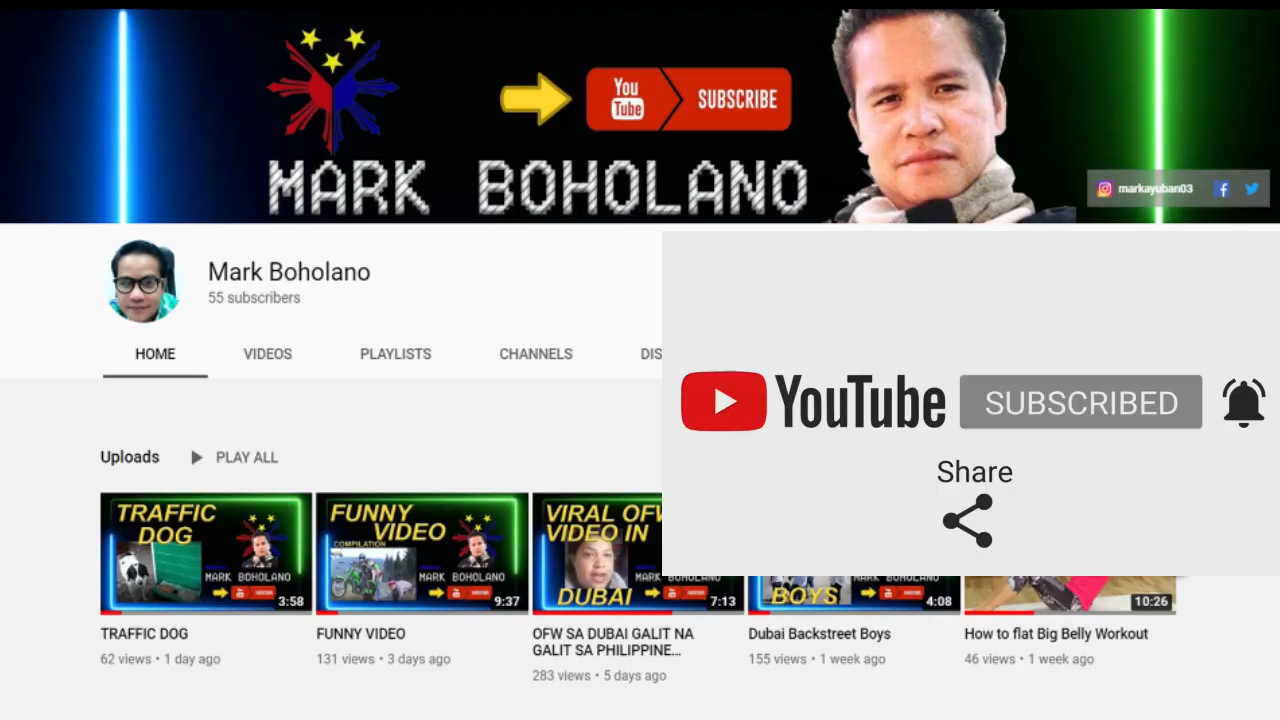 You
Tube
SUBSCRIBE
MARK BOHOLANO
markayuban03
Mark Boholano
55 subscribers
HOME VIDEOS PLAYLISTS CHANNELS DIS
YouTube SUBSCRIBED
Share
Uploads PLAY ALL
TRAFFIC
DOG
MARK BOHOLANO
3:58
FUNNY
VIDEO
COMPILATION
MARK BOHOLANO
9:37
VIRAL OFW
VIDEO IN
DUBAI
MARK BOHOLANO
7:13
BOYS
MARK BOHOLANO
4:08
10:26
TRAFFIC DOG
62 views • 1 day ago
FUNNY VIDEO
131 views • 3 days ago
OFW SA DUBAI GALIT NA
GALIT SA PHILIPPINE...
283 views • 5 days ago
Dubai Backstreet Boys
155 views • 1 week ago
How to flat Big Belly Workout
46 views • 1 week ago